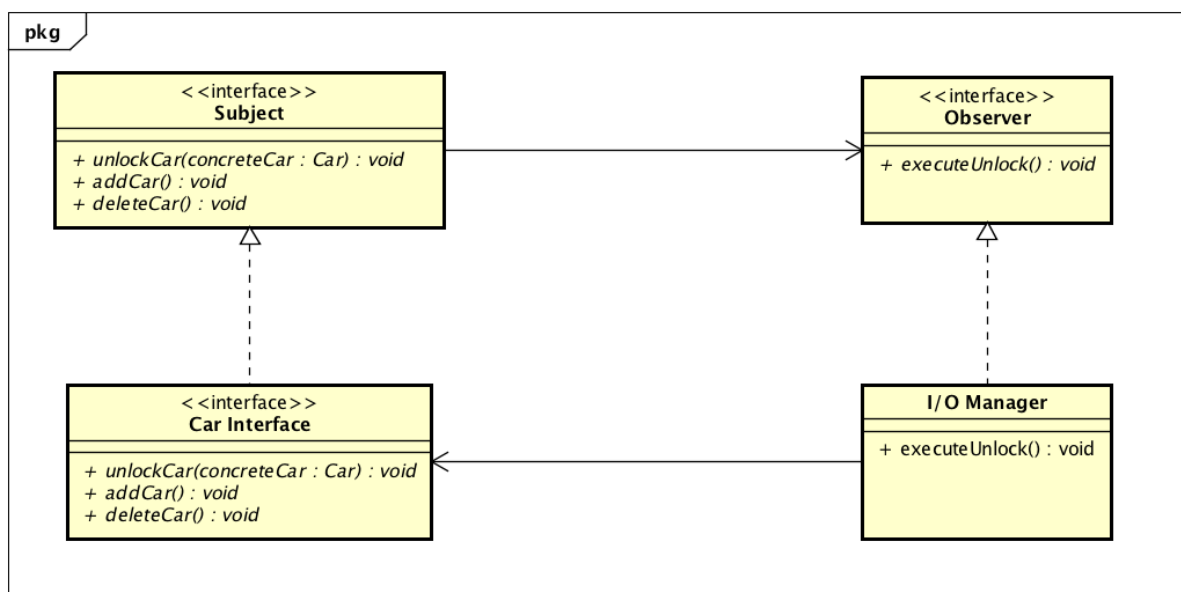 pkg
<<interface>>
Subject
+ unlockCar(concreteCar : Car) : void
+ addCar() : void
+ deleteCar() : void
<<interface>>
Observer
+ executeUnlock() : void
<<interface>>
Car Interface
+ unlockCar(concreteCar : Car) : void
+ addCar() : void
+ deleteCar() : void
I/O Manager
+ executeUnlock() : void